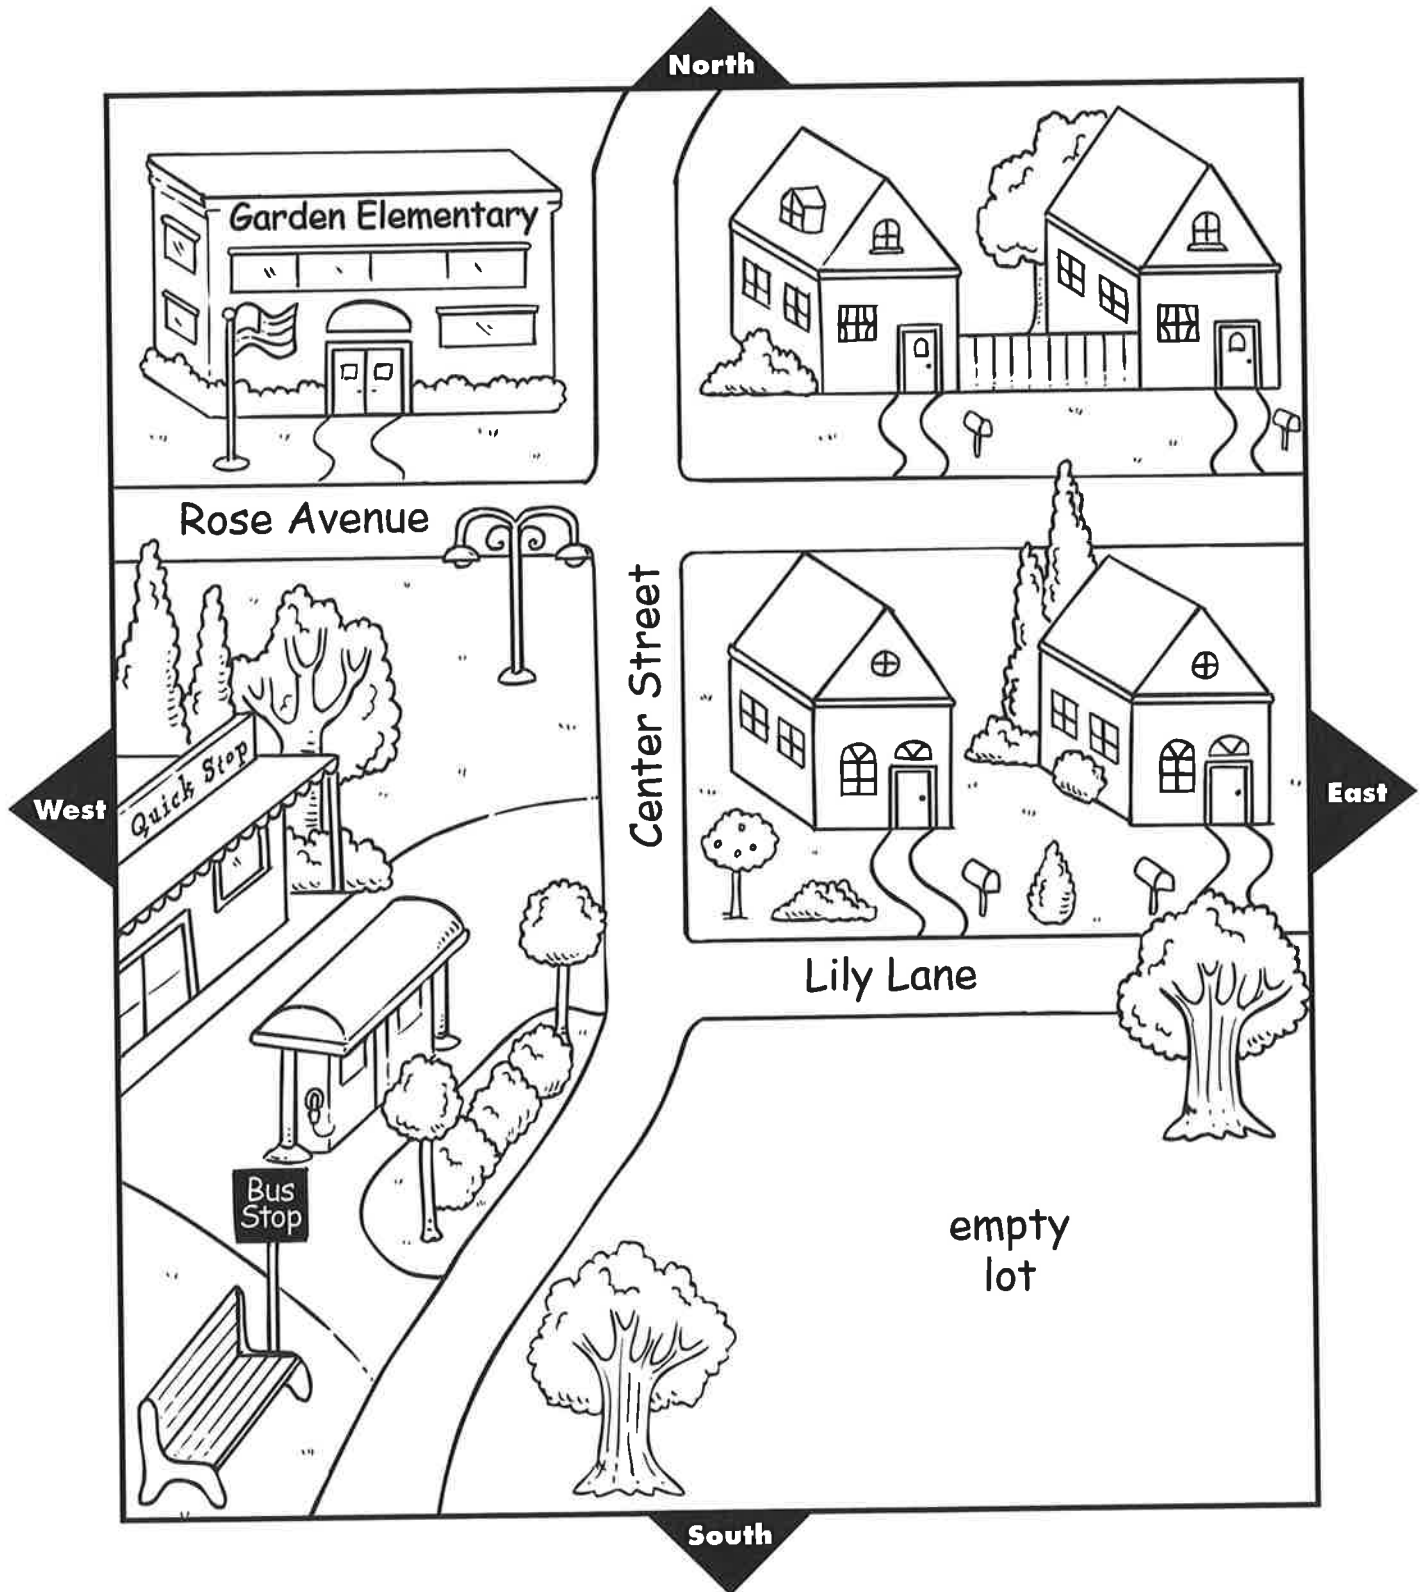 North
Garden Elementary
Rose Avenue
Center Street
Quick Stop
West
East
Lily Lane
Bus
Stop
empty
lot
South